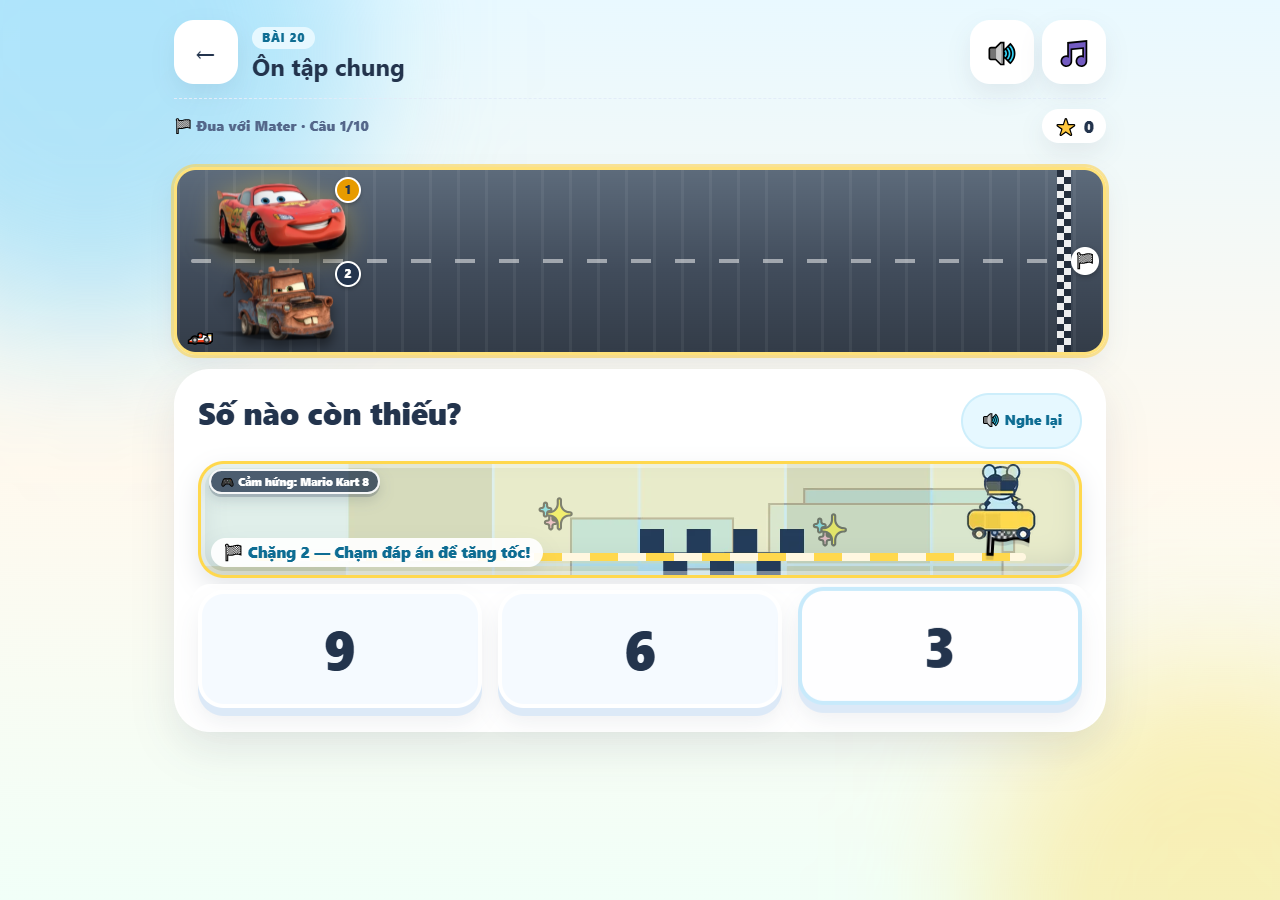 ←
BÀI 20
Ôn tập chung
Đua với Mater · Câu 1/10
0
1
2
Số nào còn thiếu?
Nghe lại
Cảm hứng: Mario Kart 8
Chặng 2 — Chạm đáp án để tăng tốc!
9
6
3